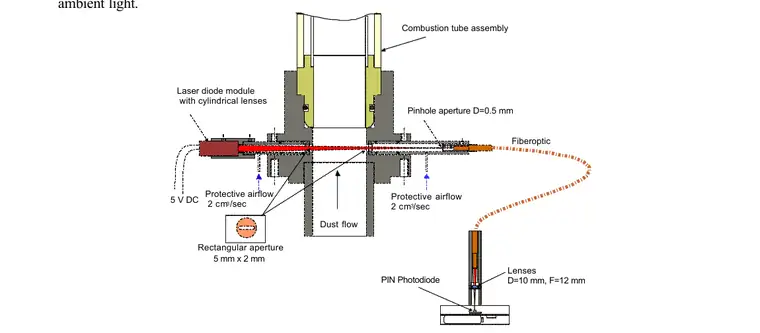 ambient light.
Combustion tube assembly
Laser diode module
with cylindrical lenses
Pinhole aperture D=0.5 mm
Fiberoptic
5 V DC
Protective airflow
2 cm³/sec
Protective airflow
2 cm³/sec
Dust flow
Rectangular aperture
5 mm x 2 mm
PIN Photodiode
Lenses
D=10 mm, F=12 mm